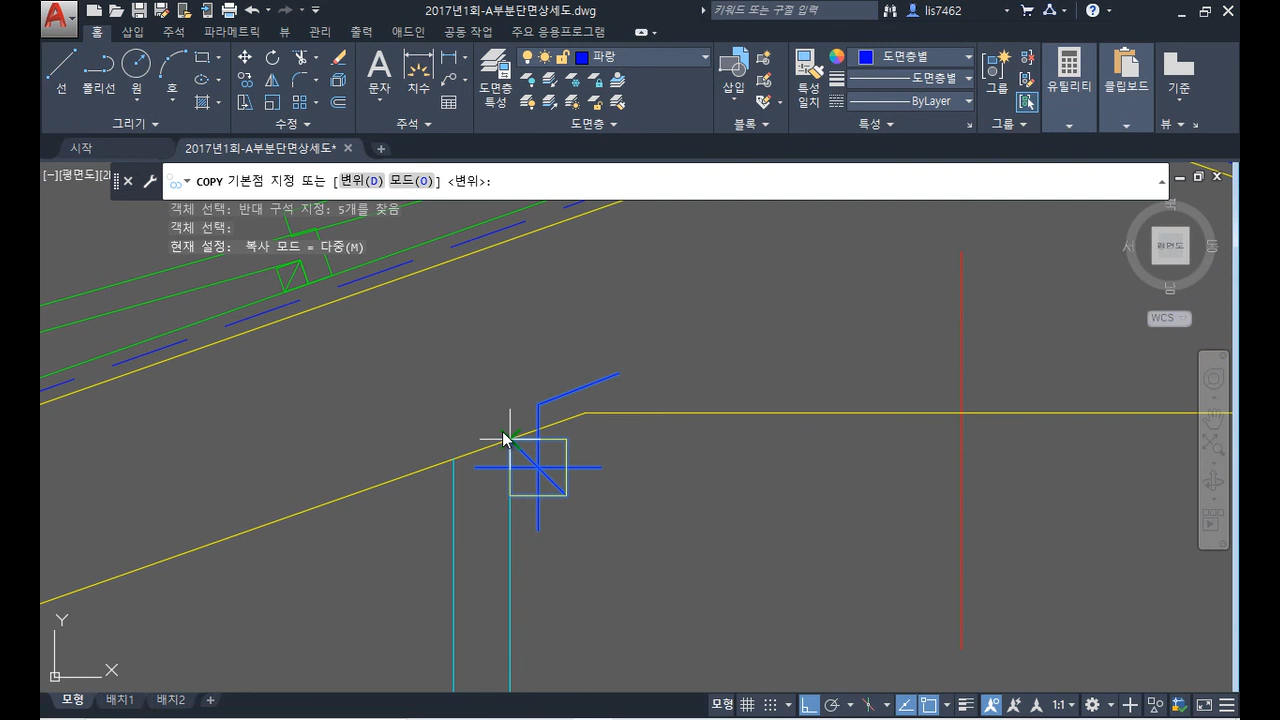 2017년1회-A부분단면상세도.dwg
키워드 또는 구절 입력
lis7462
홈 삽입 주석 파라메트릭 뷰 관리 출력 애드인 공동 작업 주요 응용프로그램
파랑
도면층별
도면층별
ByLayer
선 폴리선 원 호
문자 치수
도면층 특성
삽입
특성 일치
그룹
유틸리티
클립보드
기준
그리기 수정 주석 도면층 블록 특성 그룹 뷰
시작 2017년1회-A부분단면상세도*
COPY 기본점 지정 또는 [변위(D) 모드(O)] <변위>:
객체 선택: 반대 구석 지정: 5개를 찾음
객체 선택:
현재 설정: 복사 모드 = 다중(M)
북
서 평면도 동
남
WCS
Y
X
모형 배치1 배치2
모형 1:1